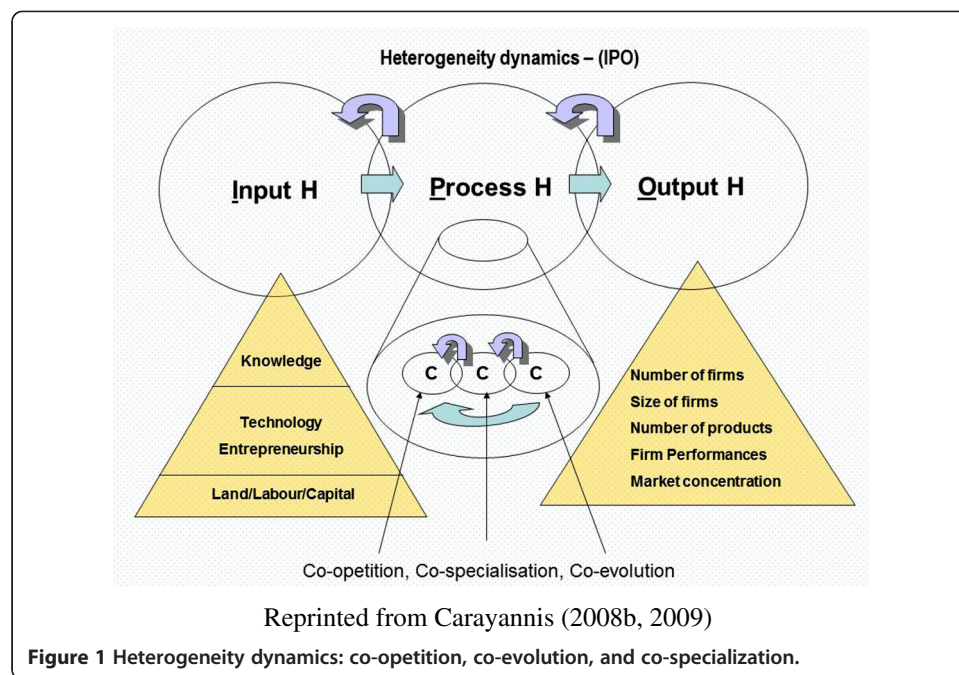 Heterogeneity dynamics – (IPO)
Input H
Process H
Output H
Knowledge
Technology
Entrepreneurship
Land/Labour/Capital
C C C
Number of firms
Size of firms
Number of products
Firm Performances
Market concentration
Co-opetition, Co-specialisation, Co-evolution
Reprinted from Carayannis (2008b, 2009)
Figure 1 Heterogeneity dynamics: co-opetition, co-evolution, and co-specialization.